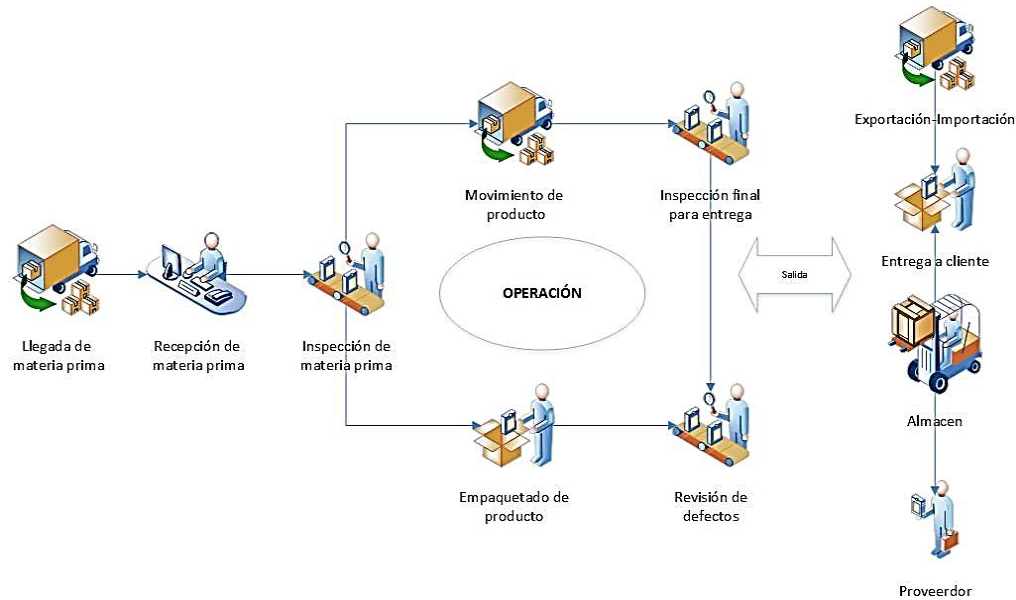 Exportación-Importación
Movimiento de
producto
Inspección final
para entrega
Entrega a cliente
Salida
OPERACIÓN
Llegada de
materia prima
Recepción de
materia prima
Inspección de
materia prima
Almacen
Empaquetado de
producto
Revisión de
defectos
Proveerdor